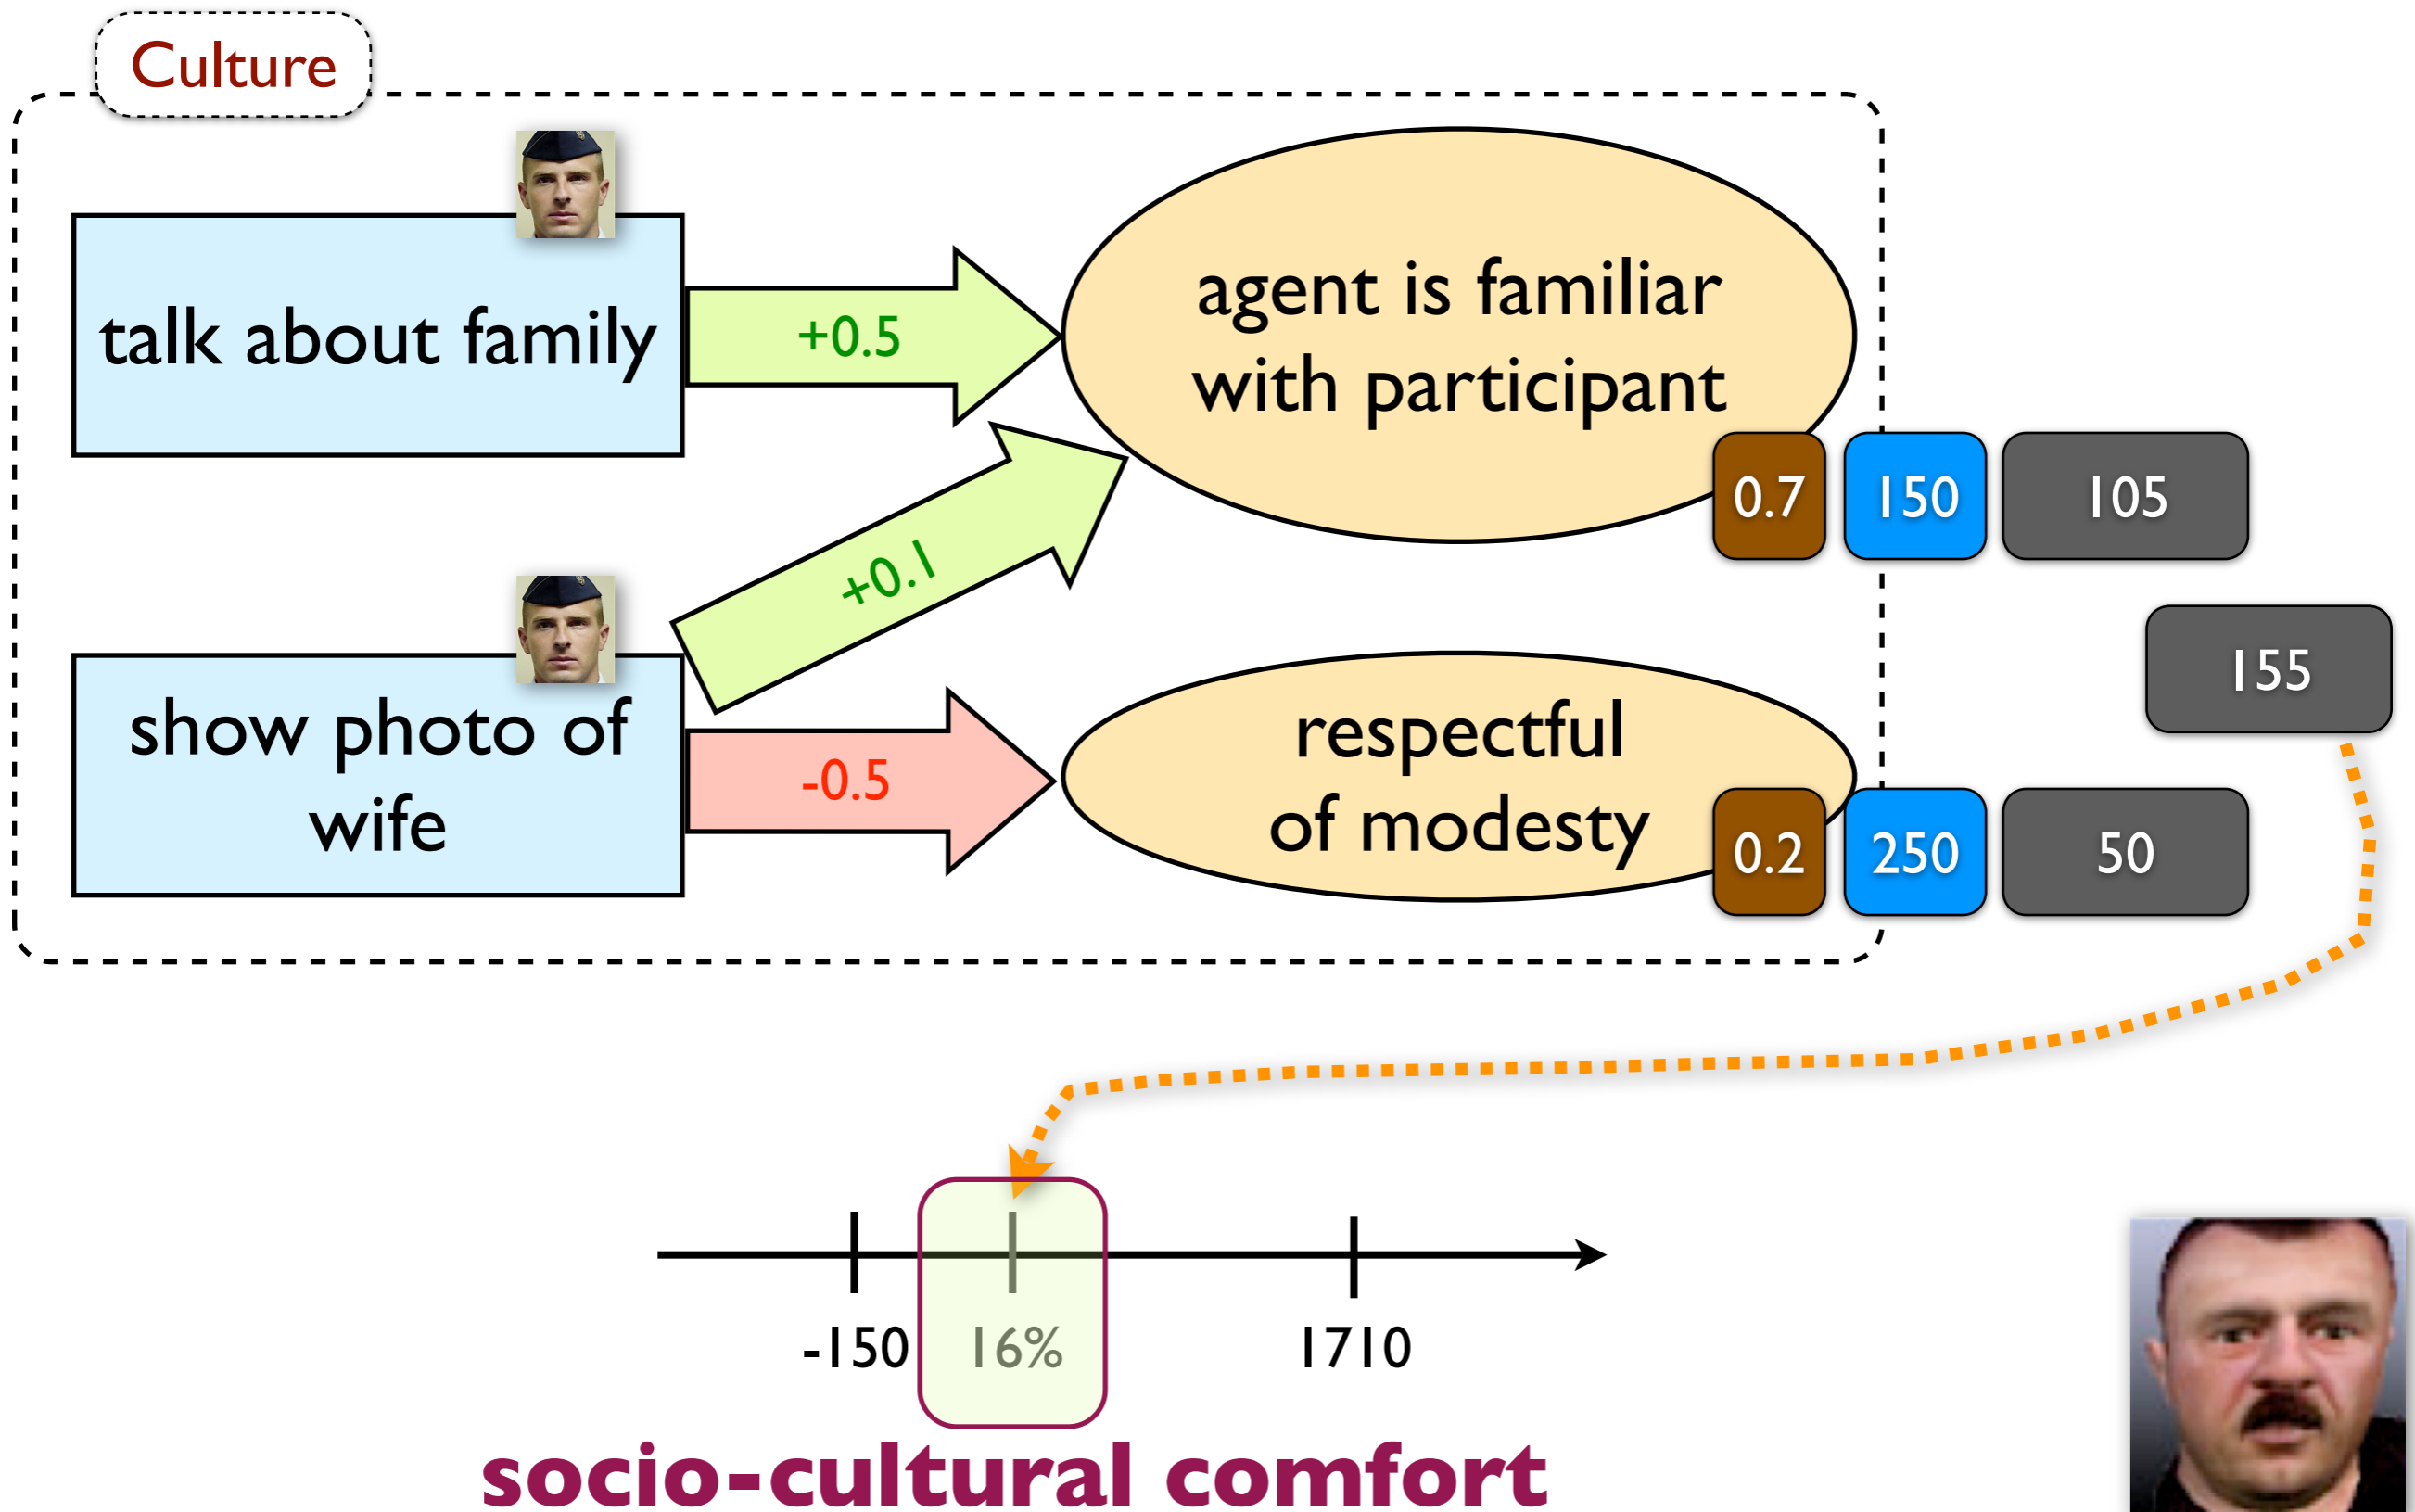 Culture
talk about family
+0.5
agent is familiar
with participant
0.7
150
105
+0.1
155
show photo of
wife
-0.5
respectful
of modesty
0.2
250
50
-150
16%
1710
socio-cultural comfort